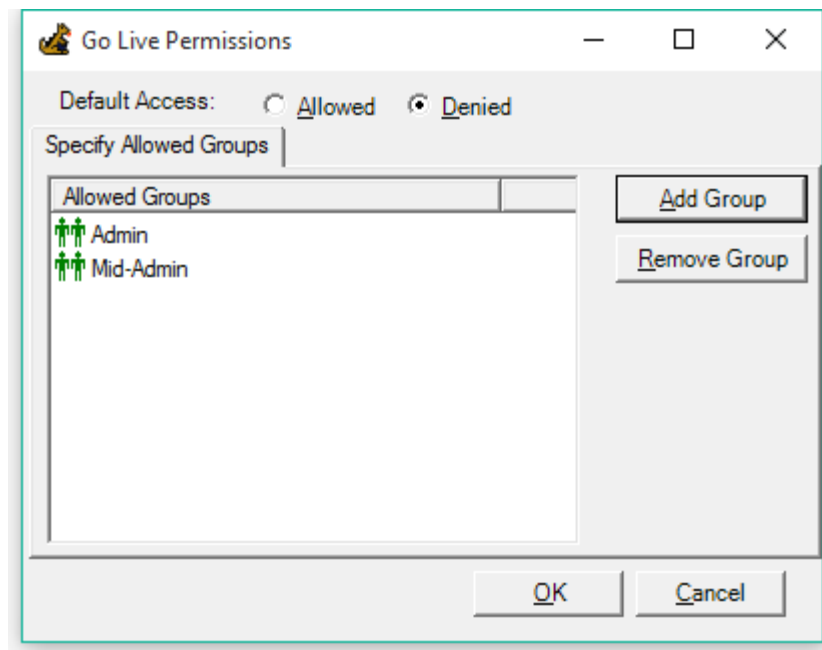 Go Live Permissions
Default Access: Allowed Denied
Specify Allowed Groups
Allowed Groups
Add Group
Admin
Remove Group
Mid-Admin
OK Cancel